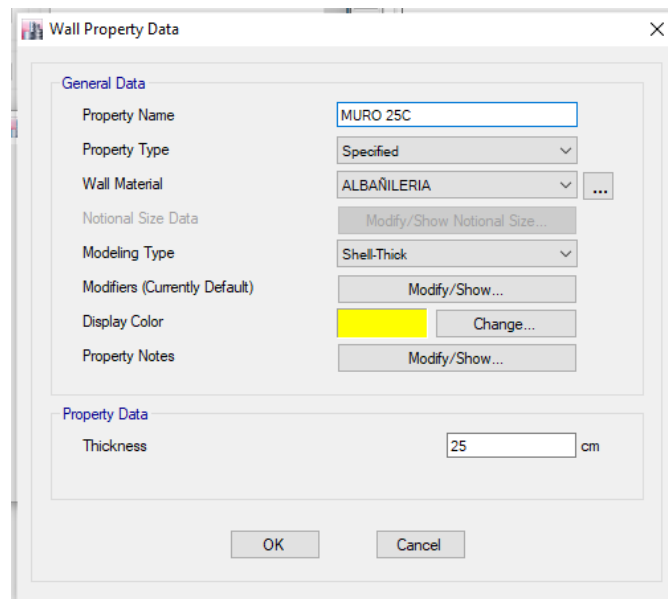 Wall Property Data
General Data
Property Name MURO 25C
Property Type Specified
Wall Material ALBAÑILERIA ...
Notional Size Data Modify/Show Notional Size...
Modeling Type Shell-Thick
Modifiers (Currently Default) Modify/Show...
Display Color Change...
Property Notes Modify/Show...
Property Data
Thickness 25 cm
OK Cancel